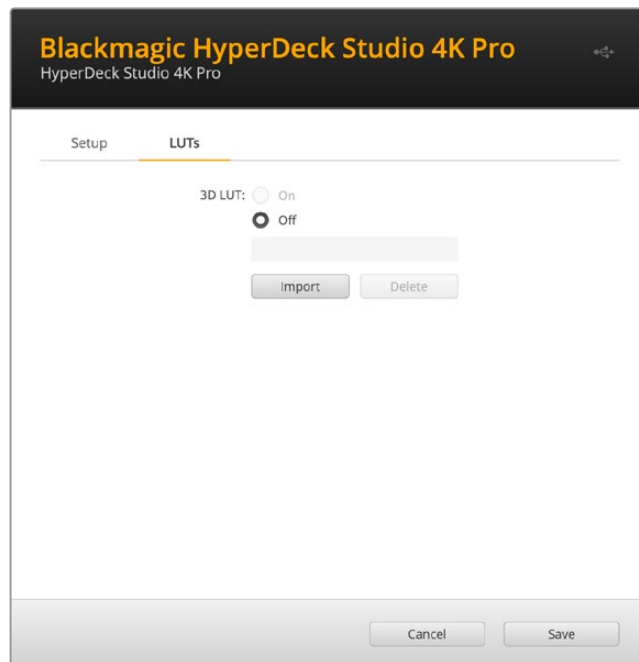 Blackmagic HyperDeck Studio 4K Pro
HyperDeck Studio 4K Pro
Setup LUTs
3D LUT: On
Off
Import Delete
Cancel Save